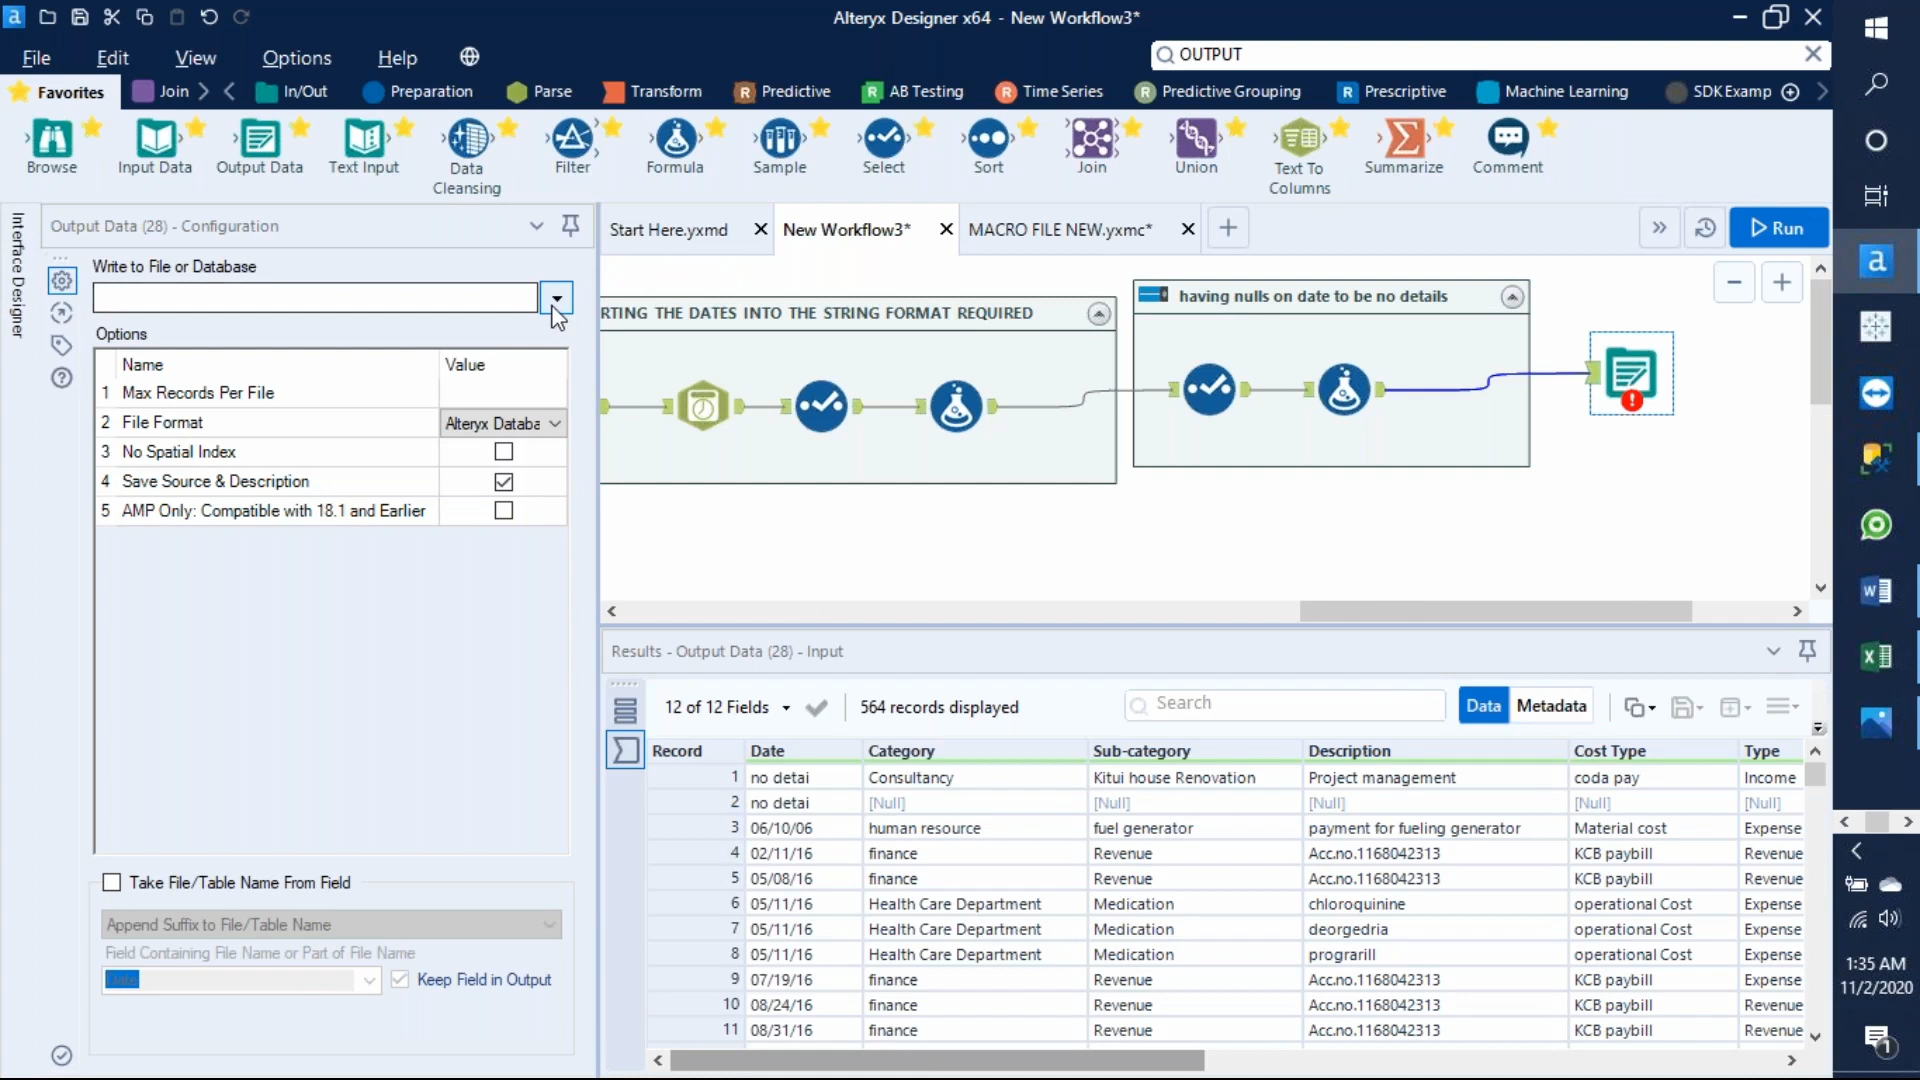 Alteryx Designer x64 - New Workflow3*
File Edit View Options Help
OUTPUT
Favorites Join In/Out Preparation Parse Transform Predictive AB Testing Time Series Predictive Grouping Prescriptive Machine Learning SDK Examp
Browse Input Data Output Data Text Input Data Cleansing Filter Formula Sample Select Sort Join Union Text To Columns Summarize Comment
Interface Designer
Output Data (28) - Configuration
Start Here.yxmd New Workflow3* MACRO FILE NEW.yxmc* Run
Write to File or Database
Options
Name Value
1 Max Records Per File
2 File Format Alteryx Databa
3 No Spatial Index
4 Save Source & Description
5 AMP Only: Compatible with 18.1 and Earlier
Take File/Table Name From Field
Append Suffix to File/Table Name
Field Containing File Name or Part of File Name
Date Keep Field in Output
RTING THE DATES INTO THE STRING FORMAT REQUIRED
having nulls on date to be no details
Results - Output Data (28) - Input
12 of 12 Fields 564 records displayed Search Data Metadata
Record Date Category Sub-category Description Cost Type Type
1 no detai Consultancy Kitui house Renovation Project management coda pay Income
2 no detai [Null] [Null] [Null] [Null] [Null]
3 06/10/06 human resource fuel generator payment for fueling generator Material cost Expense
4 02/11/16 finance Revenue Acc.no.1168042313 KCB paybill Revenue
5 05/08/16 finance Revenue Acc.no.1168042313 KCB paybill Revenue
6 05/11/16 Health Care Department Medication chloroquinine operational Cost Expense
7 05/11/16 Health Care Department Medication deorgedria operational Cost Expense
8 05/11/16 Health Care Department Medication prograrill operational Cost Expense
9 07/19/16 finance Revenue Acc.no.1168042313 KCB paybill Expense
10 08/24/16 finance Revenue Acc.no.1168042313 KCB paybill Revenue
11 08/31/16 finance Revenue Acc.no.1168042313 KCB paybill Revenue
1:35 AM
11/2/2020
1